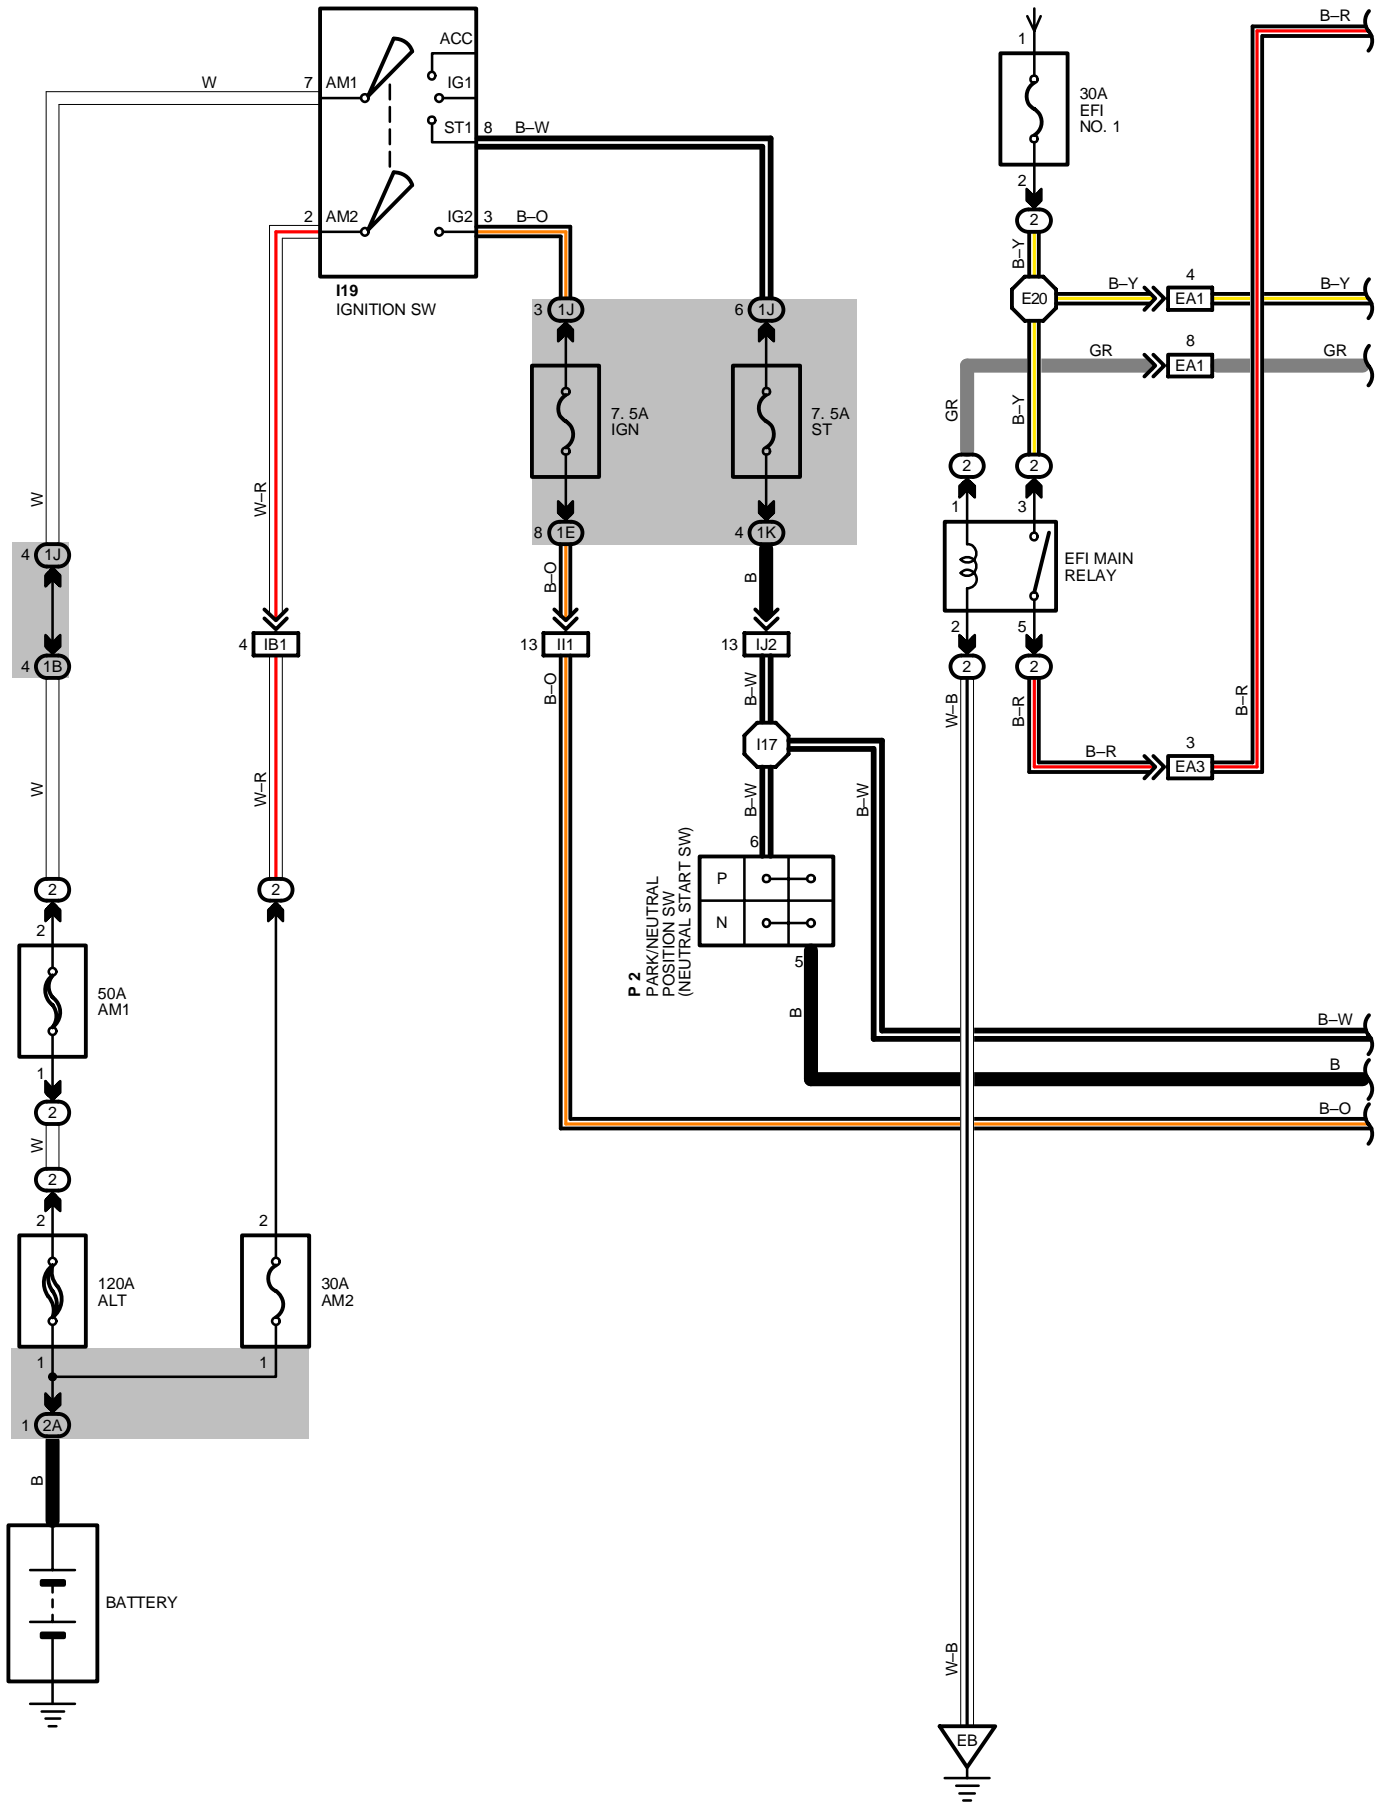 B–R
ACC
1
W
7
AM1
IG1
30A
EFI
NO. 1
ST1
8
B–W
2
2
AM2
IG2
3
B–O
2
B–Y
4
B–Y
B–Y
E20
EA1
I19
IGNITION SW
3
1J
6
1J
8
GR
GR
EA1
7. 5A
IGN
7. 5A
ST
GR
B–Y
2
2
W
W–R
1
3
8
1E
4
1K
4
1J
EFI MAIN
RELAY
B–O
B
2
5
4
IB1
13
II1
13
IJ2
4
1B
2
2
B–O
B–W
W–B
B–R
B–R
I17
3
B–R
EA3
W
W–R
B–W
B–W
6
P
N
P 2
PARK/NEUTRAL
POSITION SW
(NEUTRAL START SW)
2
2
2
5
50A
AM1
B
B–W
1
B
2
B–O
W
2
2
2
120A
ALT
30A
AM2
1
1
1
2A
B
BATTERY
W–B
EB